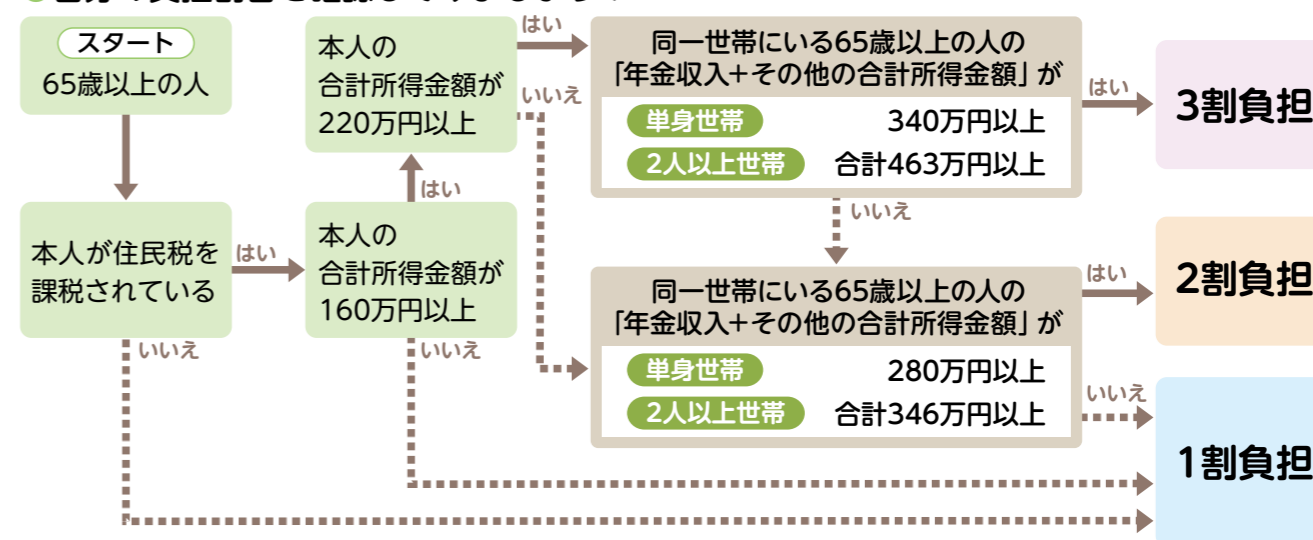 スタート
65歳以上の人
本人が住民税を
課税されている
はい
いいえ
本人の
合計所得金額が
160万円以上
はい
いいえ
本人の
合計所得金額が
220万円以上
はい
いいえ
同一世帯にいる65歳以上の人の
「年金収入+その他の合計所得金額」が
単身世帯 340万円以上
2人以上世帯 合計463万円以上
はい
いいえ
同一世帯にいる65歳以上の人の
「年金収入+その他の合計所得金額」が
単身世帯 280万円以上
2人以上世帯 合計346万円以上
はい
いいえ
3割負担
2割負担
1割負担